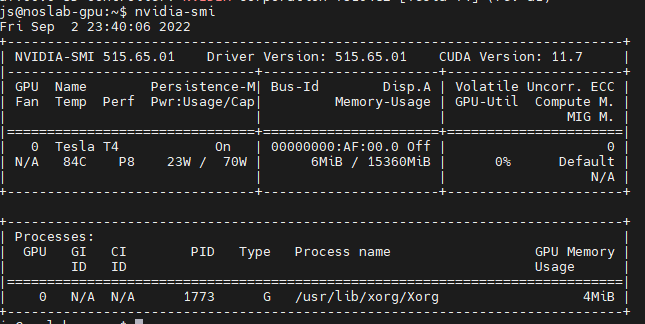 js@noslab-gpu:~$ nvidia-smi
Fri Sep  2 23:40:06 2022
+-----------------------------------------------------------------------------+
| NVIDIA-SMI 515.65.01    Driver Version: 515.65.01    CUDA Version: 11.7     |
|-------------------------------+----------------------+----------------------+
| GPU  Name        Persistence-M| Bus-Id        Disp.A | Volatile Uncorr. ECC |
| Fan  Temp  Perf  Pwr:Usage/Cap|         Memory-Usage | GPU-Util  Compute M. |
|                               |                      |               MIG M. |
|===============================+======================+======================|
|   0  Tesla T4            On   | 00000000:AF:00.0 Off |                    0 |
| N/A   84C    P8    23W /  70W |      6MiB / 15360MiB |      0%      Default |
|                               |                      |                  N/A |
+-------------------------------+----------------------+----------------------+

+-----------------------------------------------------------------------------+
| Processes:                                                                  |
|  GPU   GI   CI        PID   Type   Process name                  GPU Memory |
|        ID   ID                                                   Usage      |
|=============================================================================|
|    0   N/A  N/A      1773      G   /usr/lib/xorg/Xorg                  4MiB |
+-----------------------------------------------------------------------------+